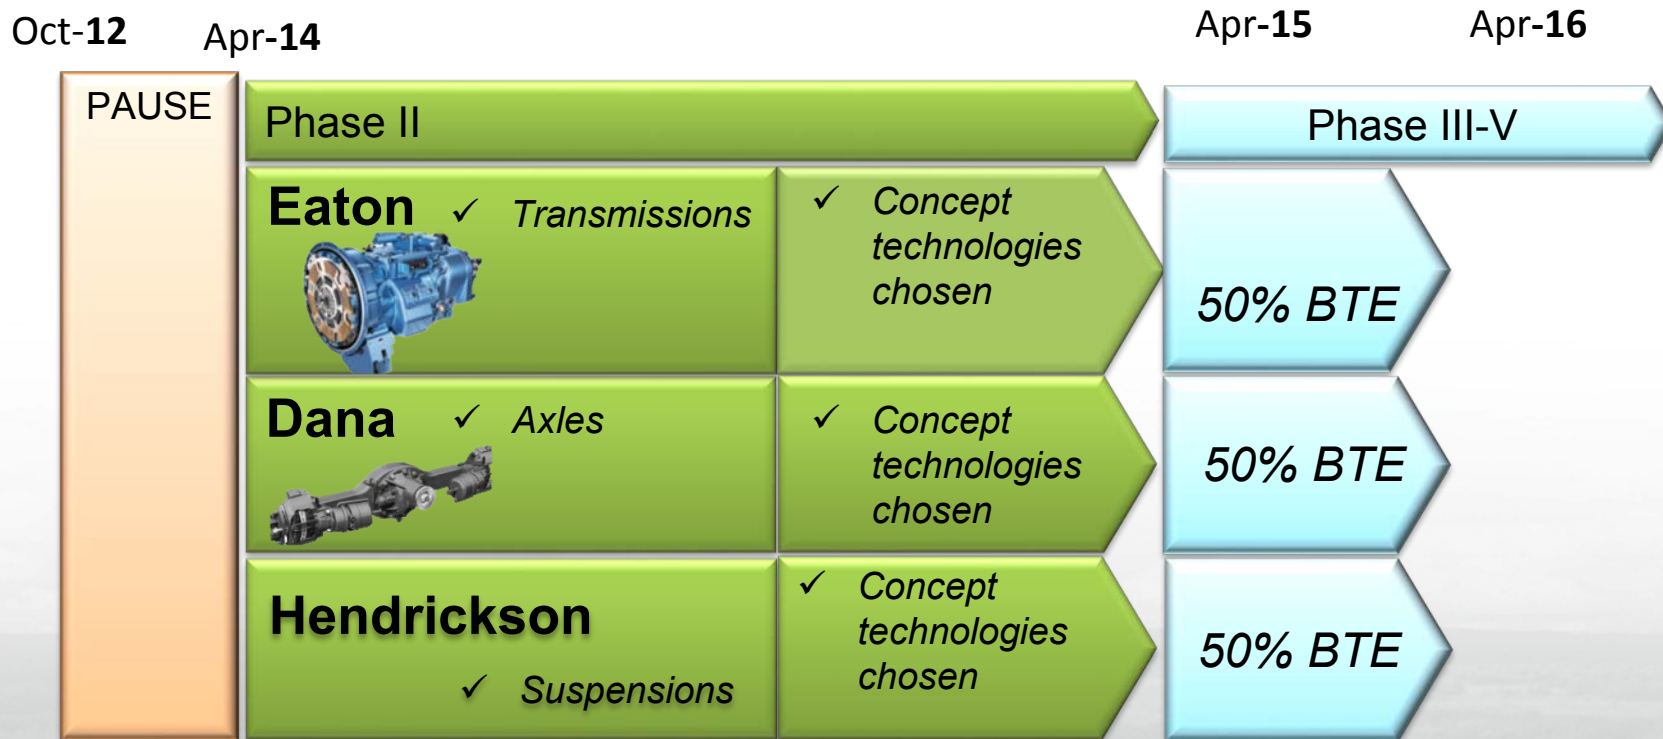 Oct-12
Apr-14
Apr-15
Apr-16
PAUSE
Phase II
Phase III-V
Eaton
✓ Transmissions
✓ Concept
technologies
chosen
50% BTE
Dana
✓ Axles
✓ Concept
technologies
chosen
50% BTE
Hendrickson
✓ Suspensions
✓ Concept
technologies
chosen
50% BTE